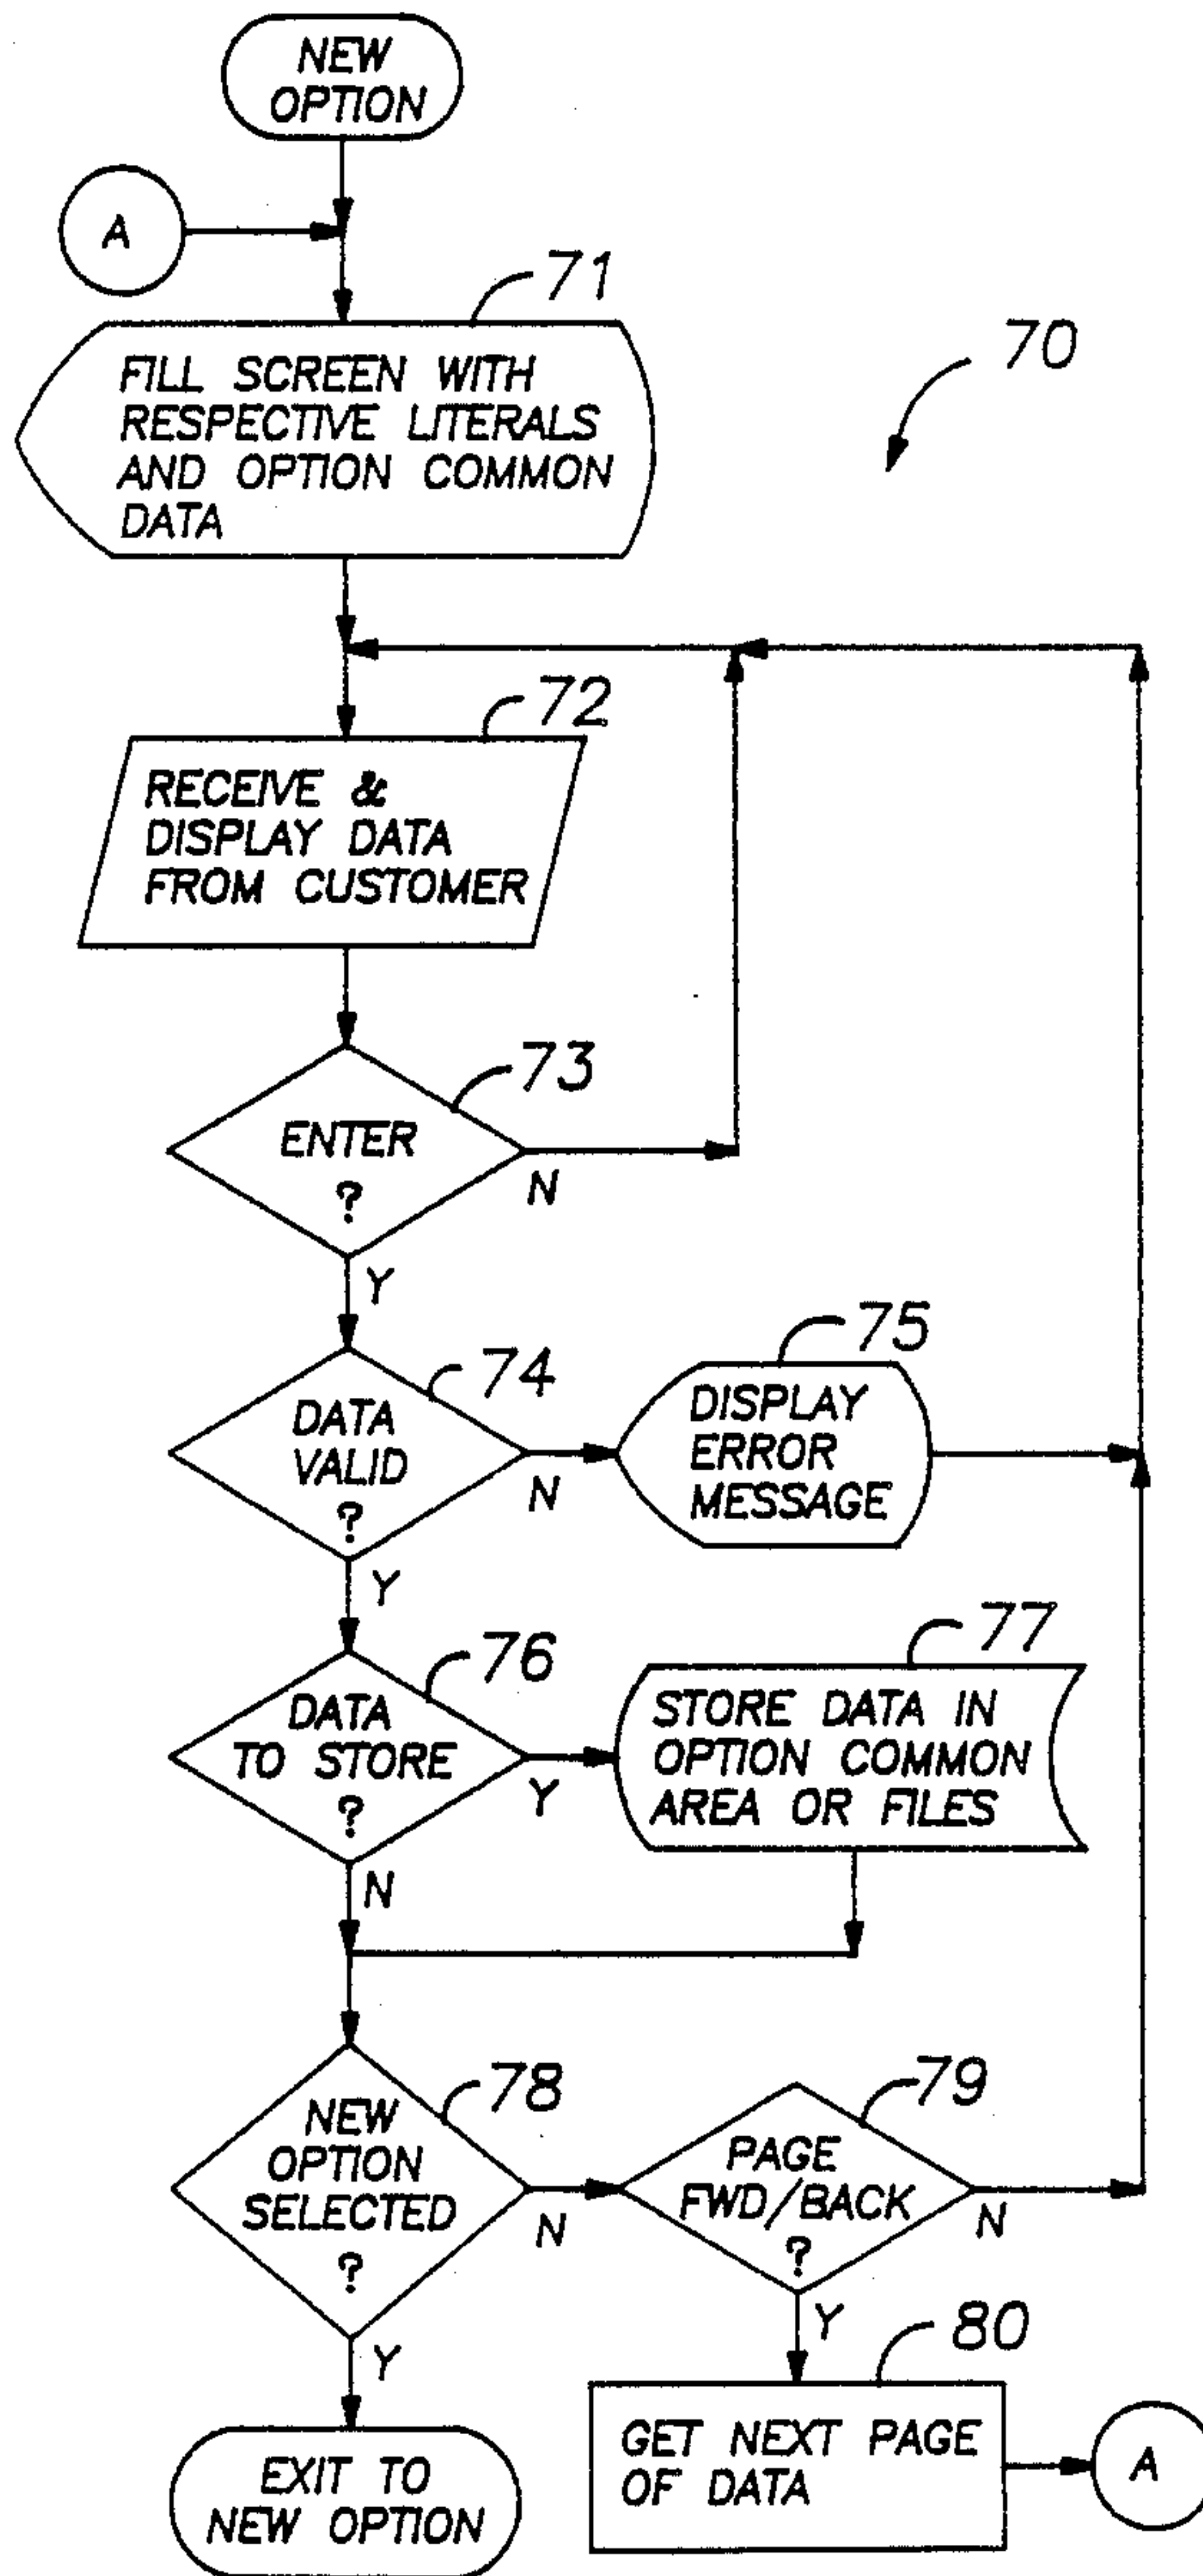 NEW
OPTION
A
71
70
FILL SCREEN WITH
RESPECTIVE LITERALS
AND OPTION COMMON
DATA
72
RECEIVE &
DISPLAY DATA
FROM CUSTOMER
73
ENTER
?
N
Y
74
DATA
VALID
?
N
Y
75
DISPLAY
ERROR
MESSAGE
76
DATA
TO STORE
?
Y
N
77
STORE DATA IN
OPTION COMMON
AREA OR FILES
78
NEW
OPTION
SELECTED
?
N
Y
79
PAGE
FWD/BACK
?
N
Y
80
GET NEXT PAGE
OF DATA
A
EXIT TO
NEW OPTION